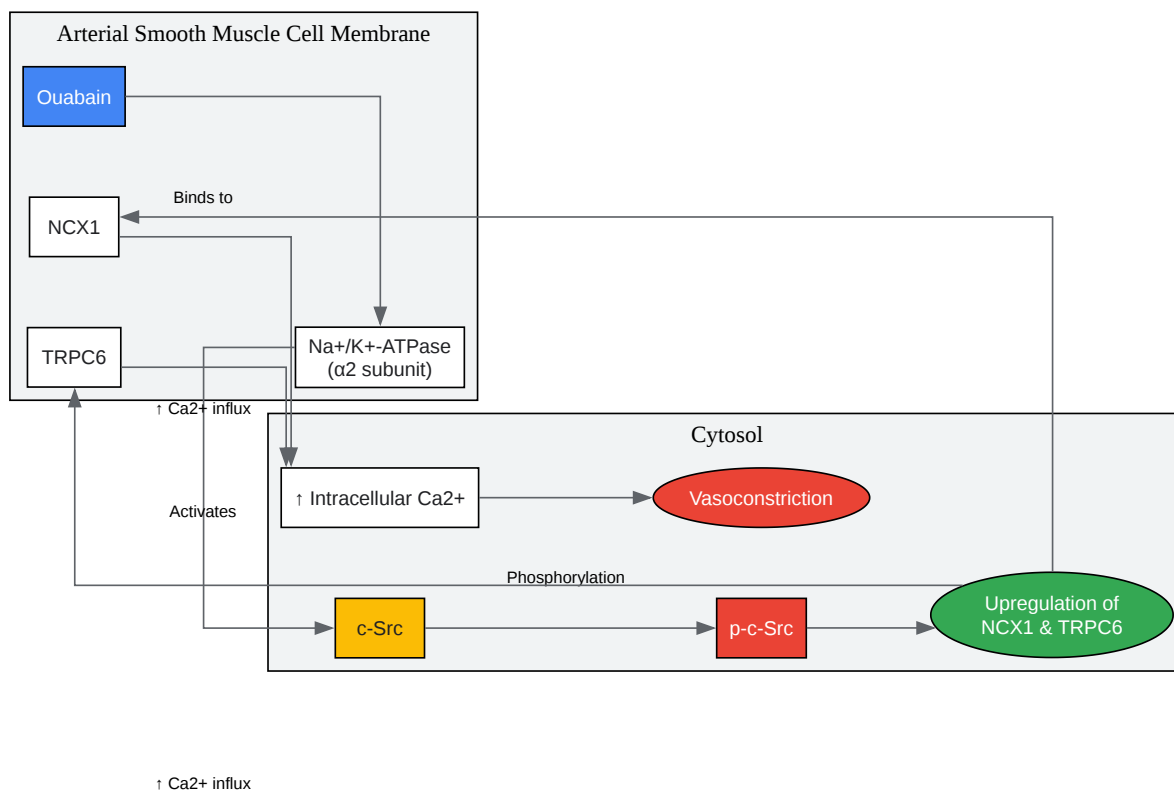 Arterial Smooth Muscle Cell Membrane
Ouabain
Binds to
NCX1
TRPC6
Na+/K+-ATPase
(α2 subunit)
↑ Ca2+ influx
Cytosol
↑ Intracellular Ca2+
Vasoconstriction
Activates
Phosphorylation
c-Src
p-c-Src
Upregulation of
NCX1 & TRPC6
↑ Ca2+ influx